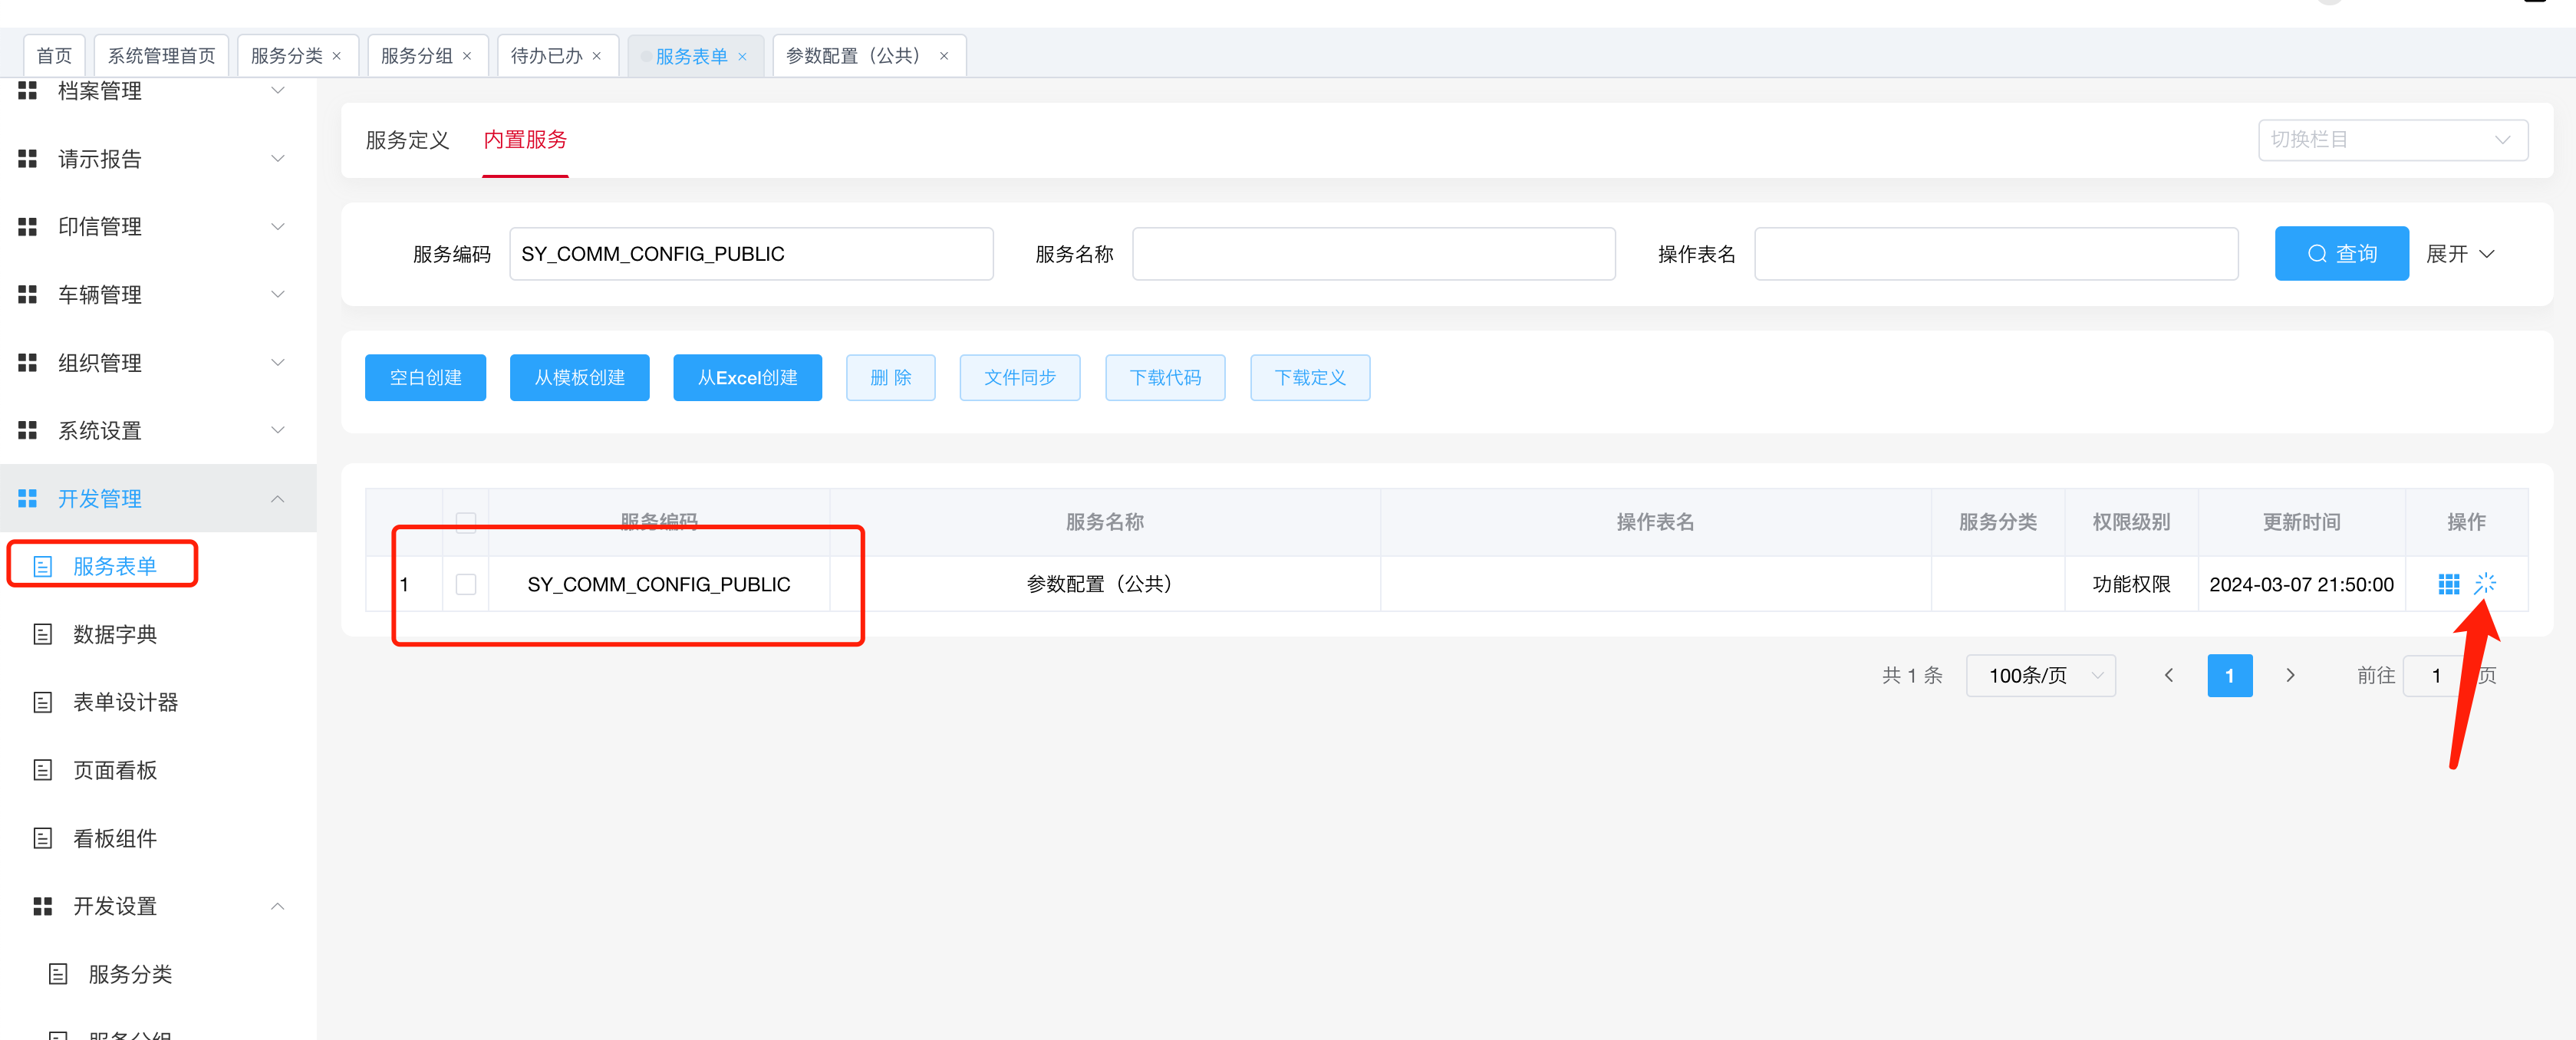 首页 系统管理首页 服务分类 × 服务分组 × 待办已办 × 服务表单 × 参数配置（公共） ×
档案管理
请示报告
印信管理
车辆管理
组织管理
系统设置
开发管理
服务表单
数据字典
表单设计器
页面看板
看板组件
开发设置
服务分类
服务分组
服务定义 内置服务 切换栏目
服务编码 SY_COMM_CONFIG_PUBLIC 服务名称 操作表名 查询 展开
空白创建 从模板创建 从Excel创建 删 除 文件同步 下载代码 下载定义
服务编码 服务名称 操作表名 服务分类 权限级别 更新时间 操作
1 SY_COMM_CONFIG_PUBLIC 参数配置（公共） 功能权限 2024-03-07 21:50:00
共 1 条 100条/页 1 前往 1 页